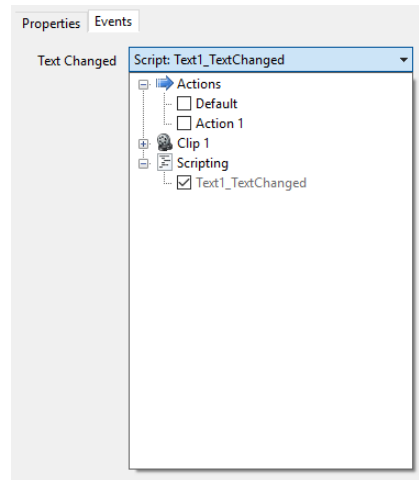 Properties Events
Text Changed Script: Text1_TextChanged
Actions
Default
Action 1
Clip 1
Scripting
Text1_TextChanged